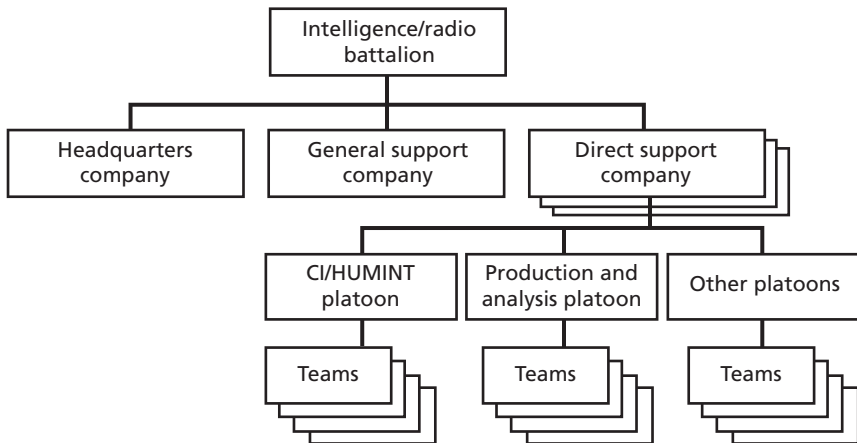 Intelligence/radio
battalion
Headquarters
company
General support
company
Direct support
company
CI/HUMINT
platoon
Production and
analysis platoon
Other platoons
Teams
Teams
Teams